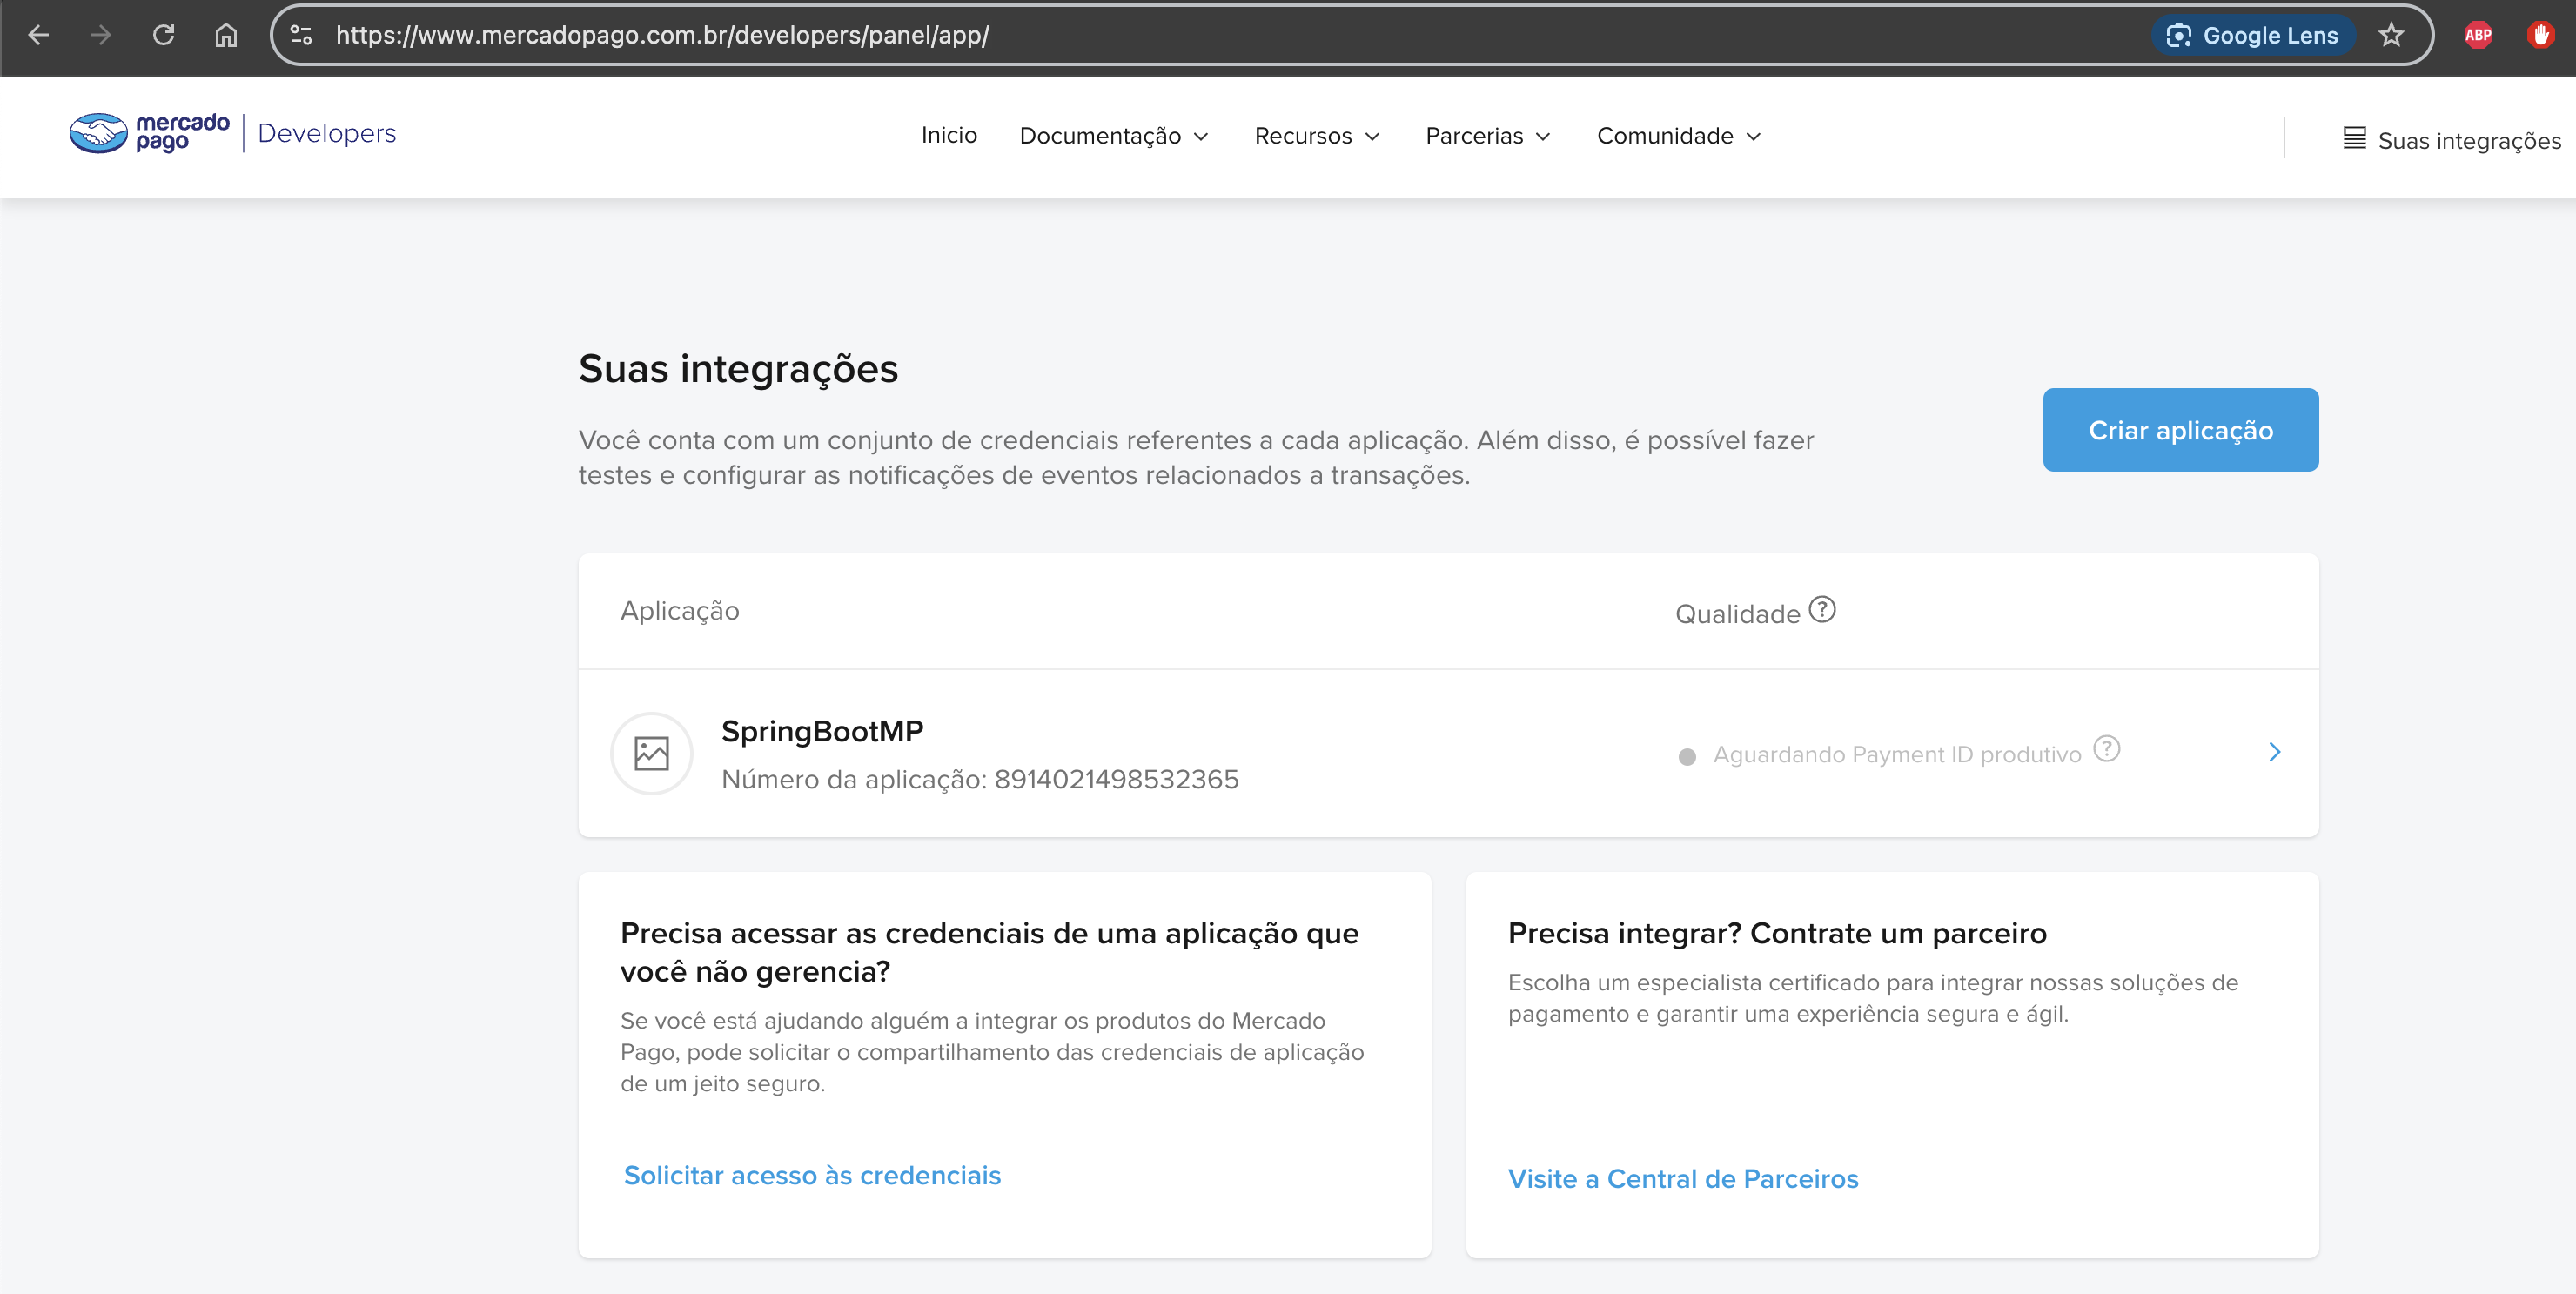 https://www.mercadopago.com.br/developers/panel/app/
Google Lens
ABP
mercado
pago
Developers
Inicio
Documentação
Recursos
Parcerias
Comunidade
Suas integrações
Suas integrações
Você conta com um conjunto de credenciais referentes a cada aplicação. Além disso, é possível fazer
testes e configurar as notificações de eventos relacionados a transações.
Criar aplicação
Aplicação
Qualidade ?
SpringBootMP
Número da aplicação: 8914021498532365
Aguardando Payment ID produtivo ?
Precisa acessar as credenciais de uma aplicação que
você não gerencia?
Se você está ajudando alguém a integrar os produtos do Mercado
Pago, pode solicitar o compartilhamento das credenciais de aplicação
de um jeito seguro.
Solicitar acesso às credenciais
Precisa integrar? Contrate um parceiro
Escolha um especialista certificado para integrar nossas soluções de
pagamento e garantir uma experiência segura e ágil.
Visite a Central de Parceiros